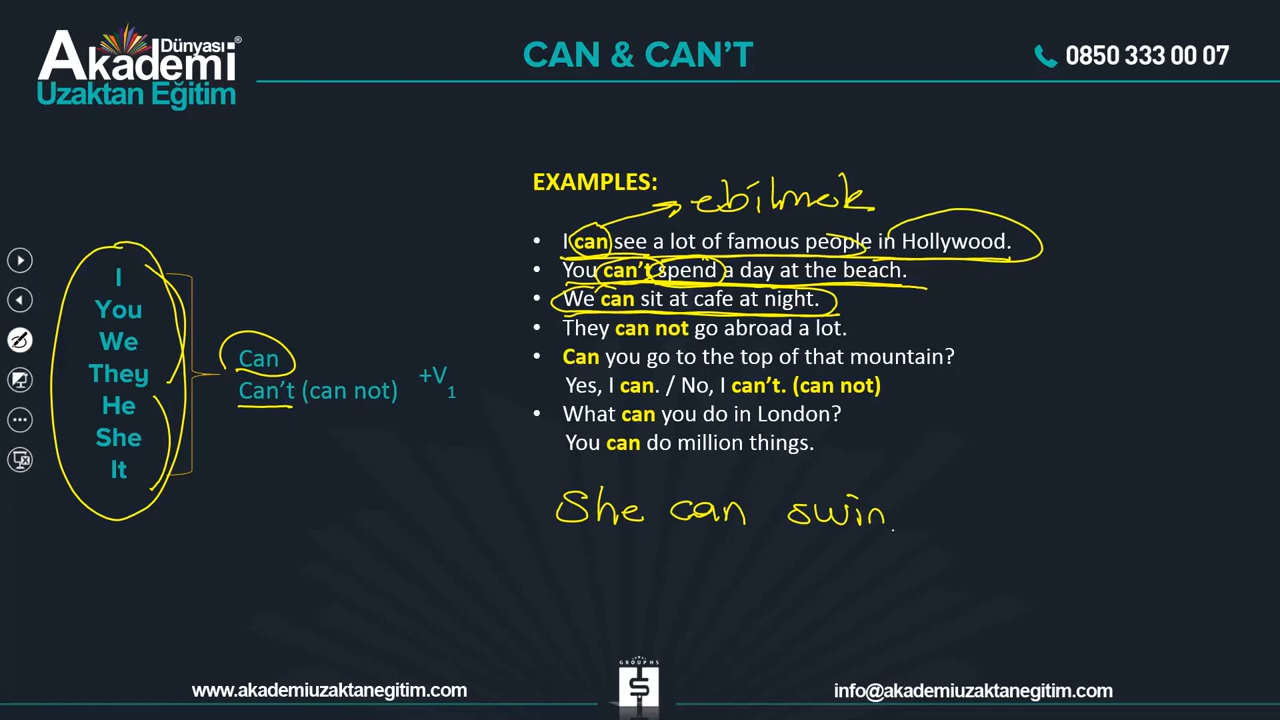 Akademi Dünyası®
Uzaktan Eğitim
CAN & CAN'T
0850 333 00 07
EXAMPLES:
ebilmek
• I can see a lot of famous people in Hollywood.
• You can't spend a day at the beach.
• We can sit at cafe at night.
• They can not go abroad a lot.
• Can you go to the top of that mountain?
Yes, I can. / No, I can't. (can not)
• What can you do in London?
You can do million things.
She can swin
I
You
We
They
He
She
It
Can
Can't (can not)
+V1
www.akademiuzaktanegitim.com
GROUPHS
info@akademiuzaktanegitim.com